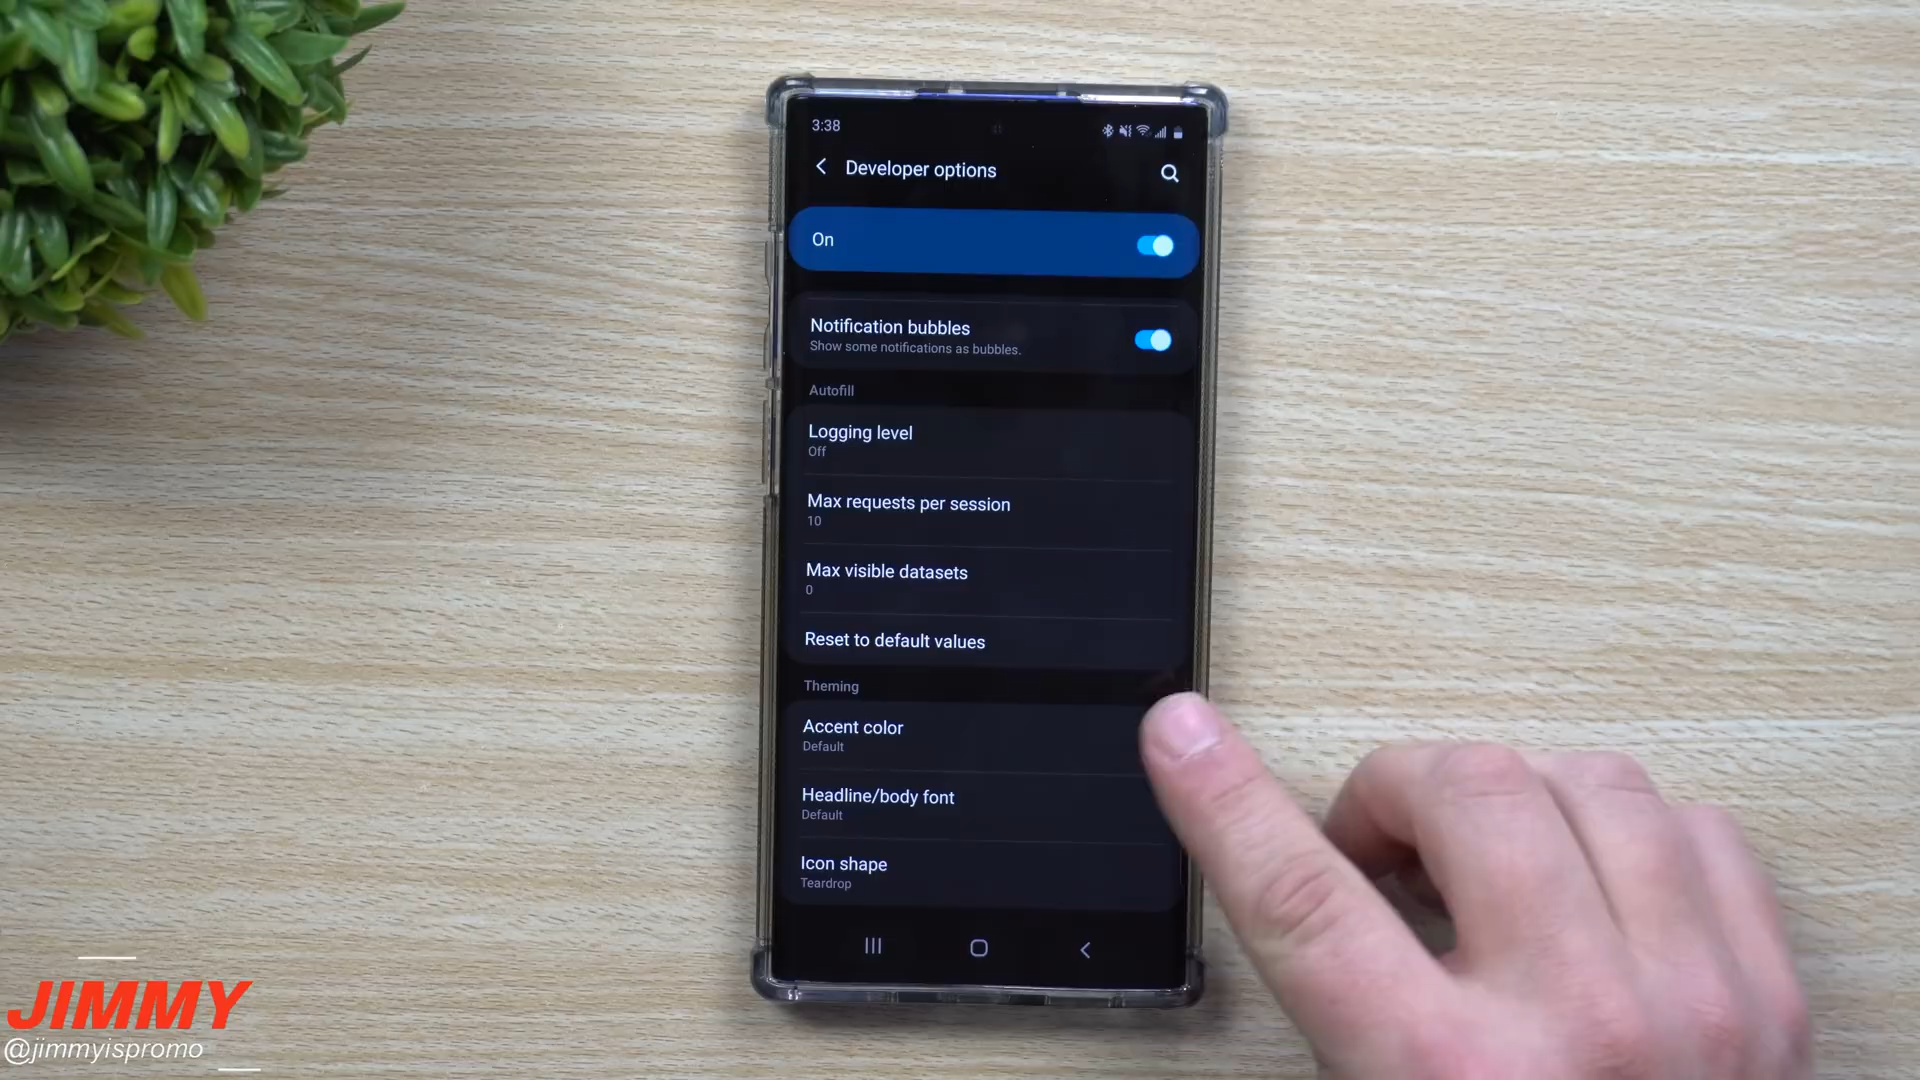 3:38
Developer options
On
Notification bubbles
Show some notifications as bubbles.
Autofill
Logging level
Off
Max requests per session
10
Max visible datasets
0
Reset to default values
Theming
Accent color
Default
Headline/body font
Default
Icon shape
Teardrop
JIMMY
@jimmyispromo